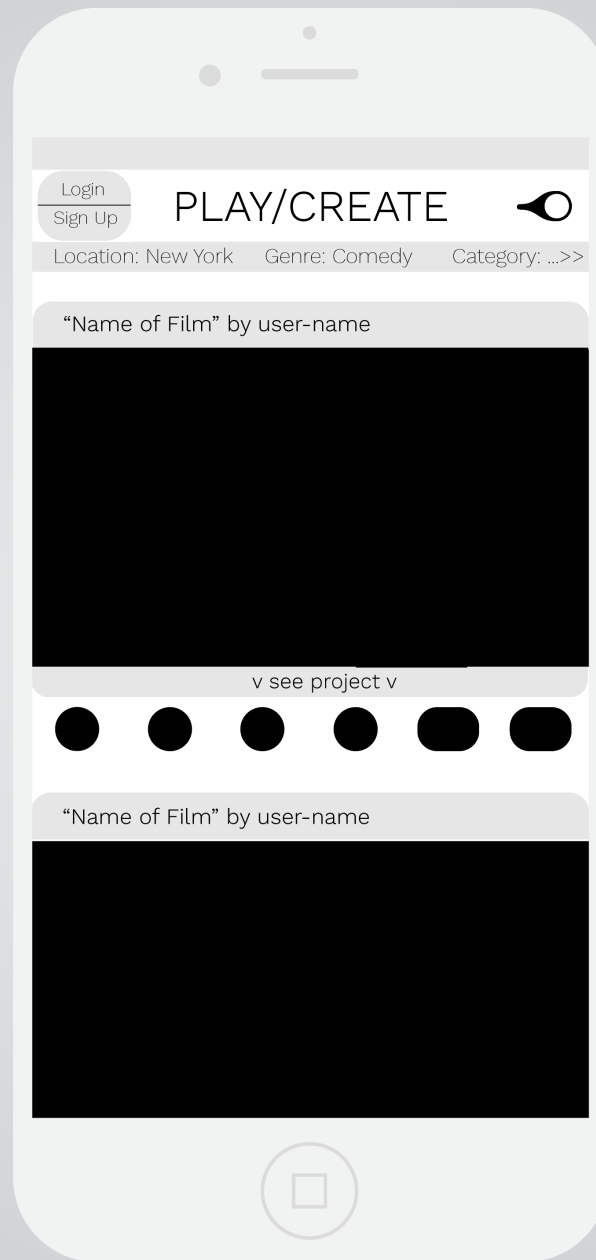 Login
Sign Up
PLAY/CREATE
Location: New York Genre: Comedy Category: ...>>
“Name of Film” by user-name
v see project v
“Name of Film” by user-name